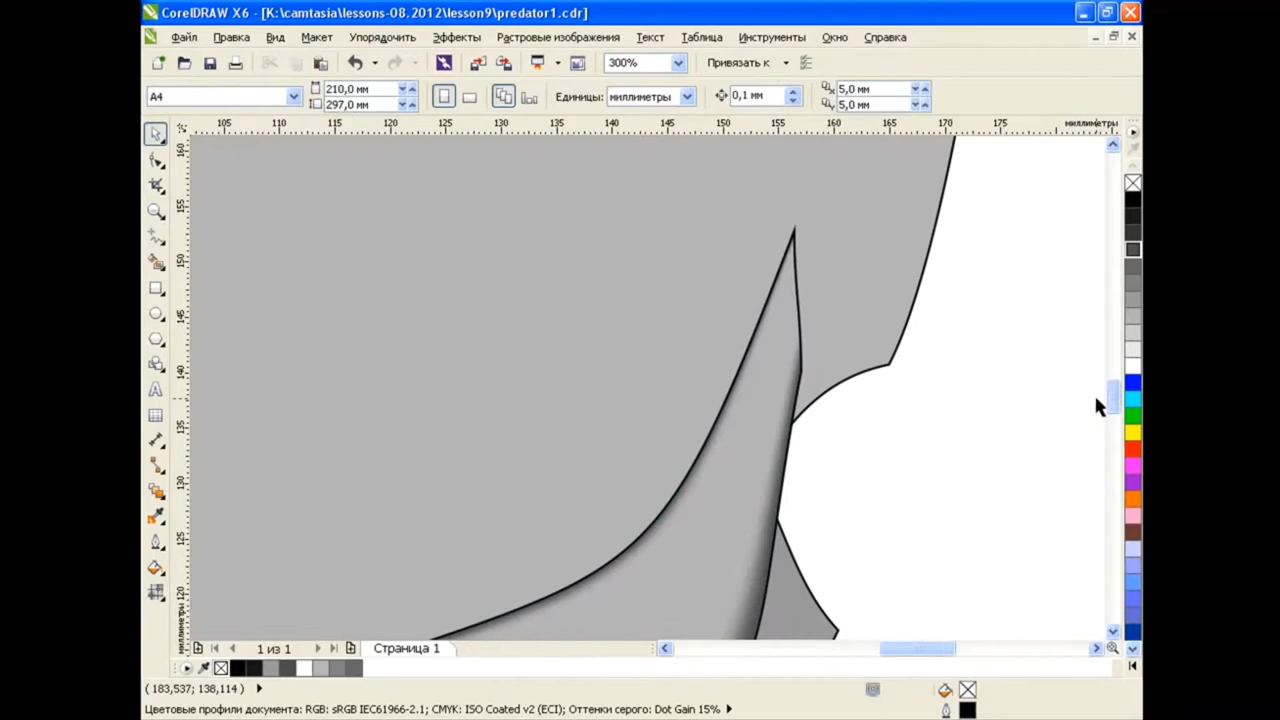 CorelDRAW X6 - [K:\camtasia\lessons-08.2012\lesson9\predator1.cdr]
Файл Правка Вид Макет Упорядочить Эффекты Растровые изображения Текст Таблица Инструменты Окно Справка
300% Привязать к
A4 210,0 мм 297,0 мм Единицы: миллиметры 0,1 мм 5,0 мм 5,0 мм
105 110 115 120 125 130 135 140 145 150 155 160 165 170 175 миллиметры
160
155
150
145
140
135
130
125
120
миллиметры
1 из 1 Страница 1
( 183,537; 138,114 )
Цветовые профили документа: RGB: sRGB IEC61966-2.1; CMYK: ISO Coated v2 (ECI); Оттенки серого: Dot Gain 15%